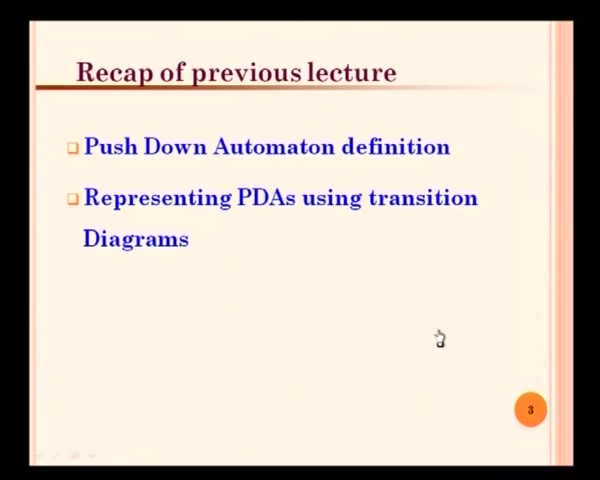 Recap of previous lecture
Push Down Automaton definition
Representing PDAs using transition
Diagrams
3